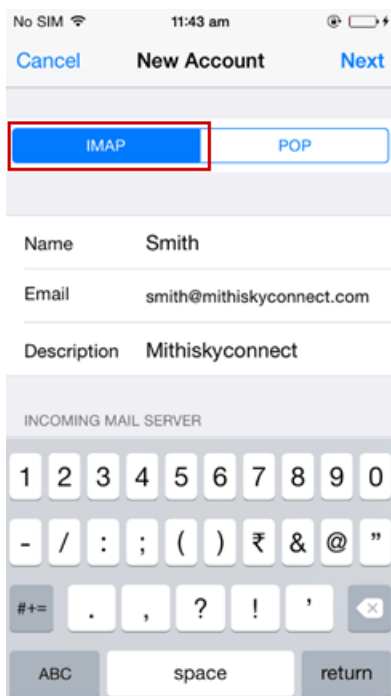 No SIM 11:43 am
Cancel New Account Next
IMAP POP
Name Smith
Email smith@mithiskyconnect.com
Description Mithiskyconnect
INCOMING MAIL SERVER
1 2 3 4 5 6 7 8 9 0
- / : ; ( ) ₹ & @ ”
#+= . , ? ! ’
ABC space return